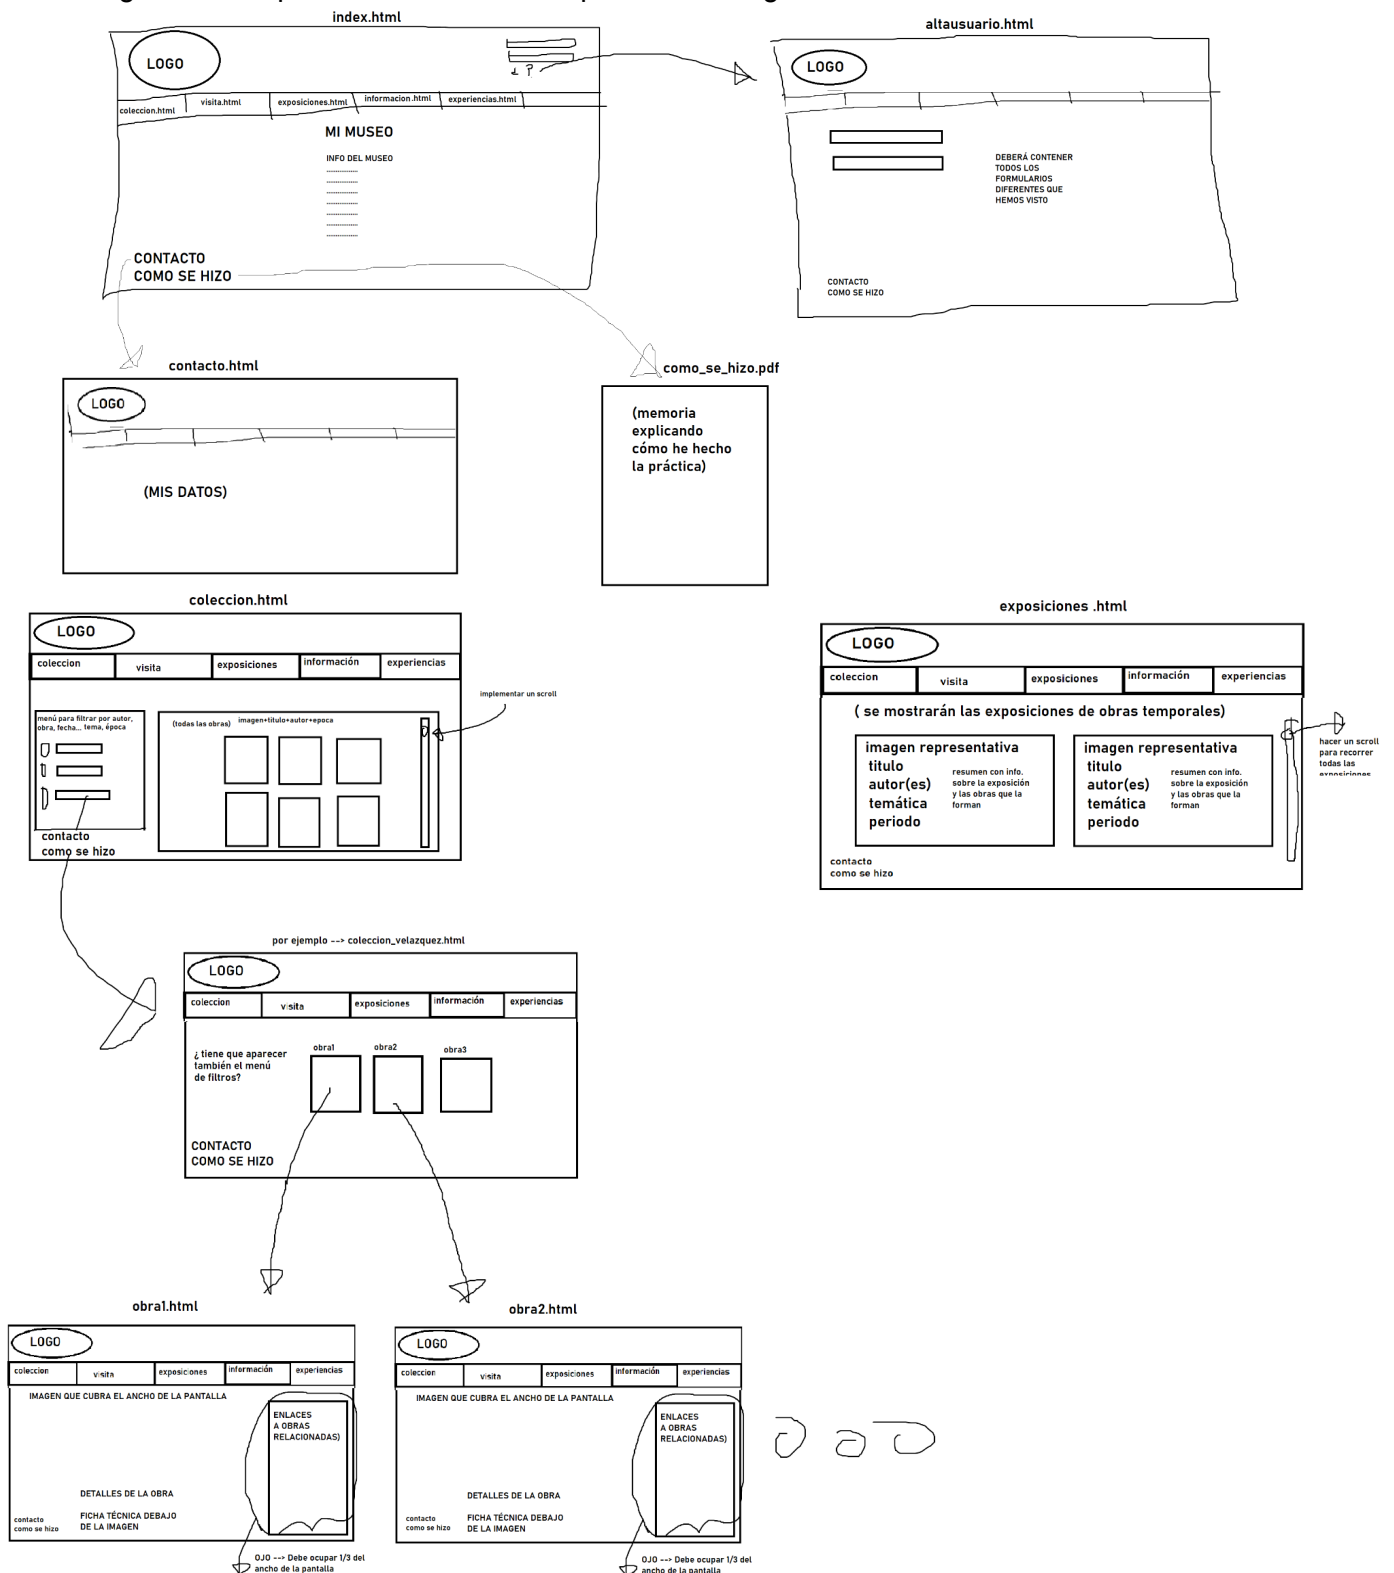 index.html
LOGO
1 P
coleccion.html
visita.html
exposiciones.html
informacion.html
experiencias.html
MI MUSEO
INFO DEL MUSEO
CONTACTO
COMO SE HIZO
altausuario.html
LOGO
DEBERÁ CONTENER
TODOS LOS
FORMULARIOS
DIFERENTES QUE
HEMOS VISTO
CONTACTO
COMO SE HIZO
contacto.html
LOGO
(MIS DATOS)
como_se_hizo.pdf
(memoria
explicando
cómo he hecho
la práctica)
coleccion.html
LOGO
coleccion
visita
exposiciones
información
experiencias
implementar un scroll
menú para filtrar por autor,
obra, fecha... tema, época
(todas las obras)
imagen+titulo+autor+epoca
contacto
como se hizo
exposiciones .html
LOGO
coleccion
visita
exposiciones
información
experiencias
( se mostrarán las exposiciones de obras temporales)
imagen representativa
titulo
autor(es)
temática
periodo
resumen con info.
sobre la exposición
y las obras que la
forman
imagen representativa
titulo
autor(es)
temática
periodo
resumen con info.
sobre la exposición
y las obras que la
forman
hacer un scroll
para recorrer
todas las
exposiciones
contacto
como se hizo
por ejemplo --> coleccion_velazquez.html
LOGO
coleccion
visita
exposiciones
información
experiencias
¿ tiene que aparecer
también el menú
de filtros?
obra1
obra2
obra3
CONTACTO
COMO SE HIZO
obra1.html
LOGO
coleccion
visita
exposiciones
información
experiencias
IMAGEN QUE CUBRA EL ANCHO DE LA PANTALLA
ENLACES
A OBRAS
RELACIONADAS)
DETALLES DE LA OBRA
FICHA TÉCNICA DEBAJO
DE LA IMAGEN
contacto
como se hizo
OJO --> Debe ocupar 1/3 del
ancho de la pantalla
obra2.html
LOGO
coleccion
visita
exposiciones
información
experiencias
IMAGEN QUE CUBRA EL ANCHO DE LA PANTALLA
ENLACES
A OBRAS
RELACIONADAS)
DETALLES DE LA OBRA
FICHA TÉCNICA DEBAJO
DE LA IMAGEN
contacto
como se hizo
OJO --> Debe ocupar 1/3 del
ancho de la pantalla